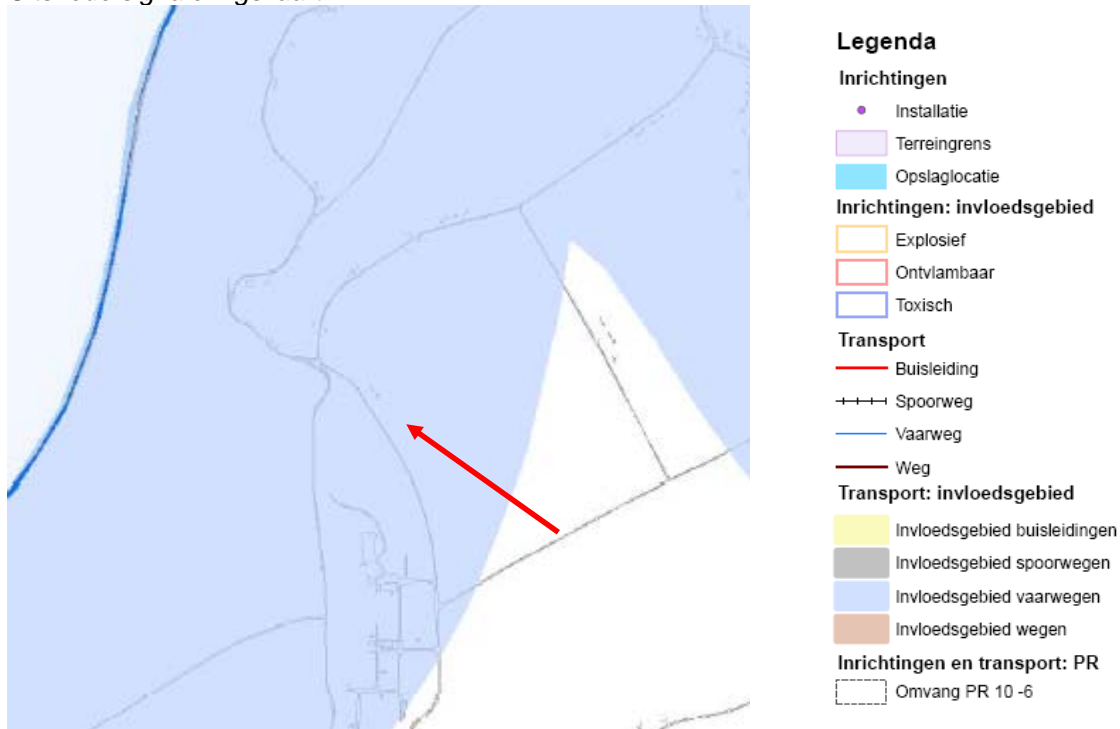 Legenda
Inrichtingen
Installatie
Terreingrens
Opslaglocatie
Inrichtingen: invloedsgebied
Explosief
Ontvlambaar
Toxisch
Transport
Buisleiding
Spoorweg
Vaarweg
Weg
Transport: invloedsgebied
Invloedsgebied buisleidingen
Invloedsgebied spoorwegen
Invloedsgebied vaarwegen
Invloedsgebied wegen
Inrichtingen en transport: PR
Omvang PR 10 -6